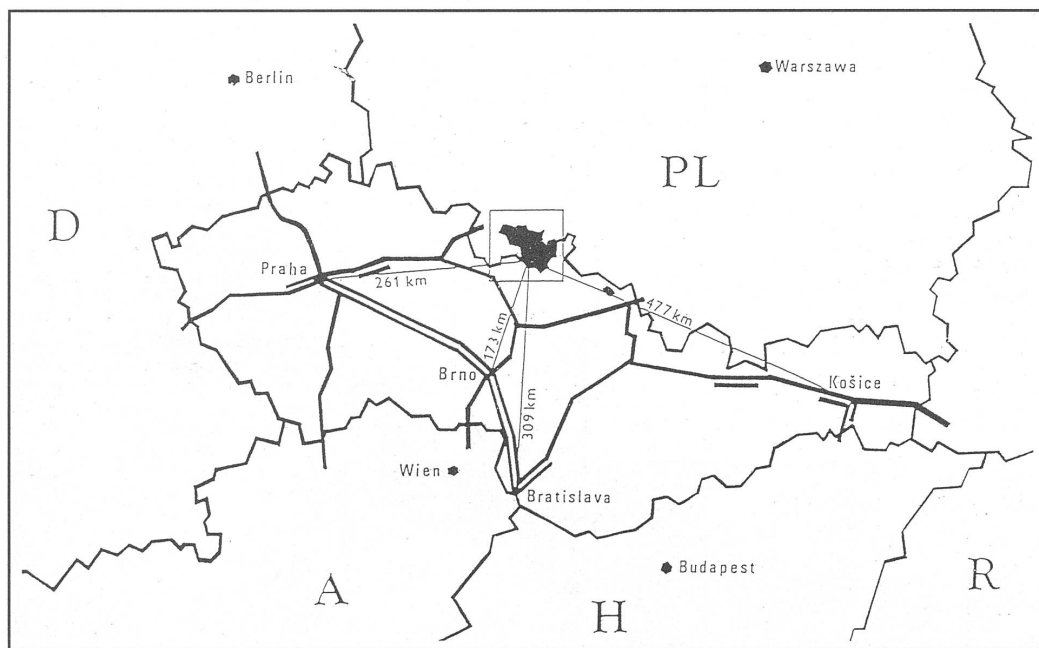 Berlin
Warszawa
PL
D
Praha
261 km
477 km
173 km
Brno
309 km
Košice
Wien
Bratislava
Budapest
A
H
R